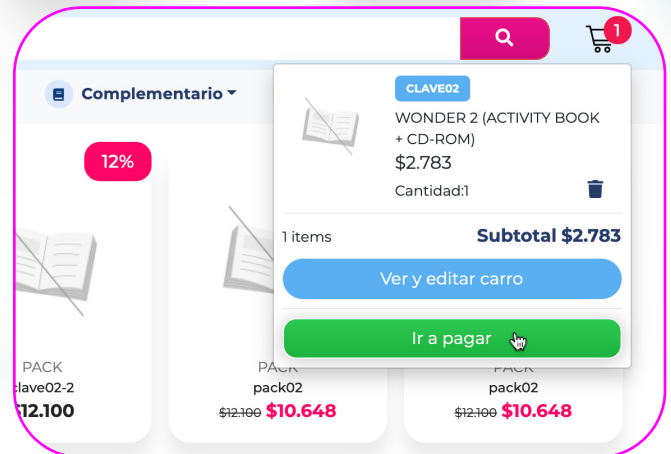 1
Complementario
CLAVE02
WONDER 2 (ACTIVITY BOOK
+ CD-ROM)
$2.783
Cantidad:1
1 items
Subtotal $2.783
Ver y editar carro
Ir a pagar
12%
PACK
clave02-2
$12.100
PACK
pack02
$12.100 $10.648
PACK
pack02
$12.100 $10.648